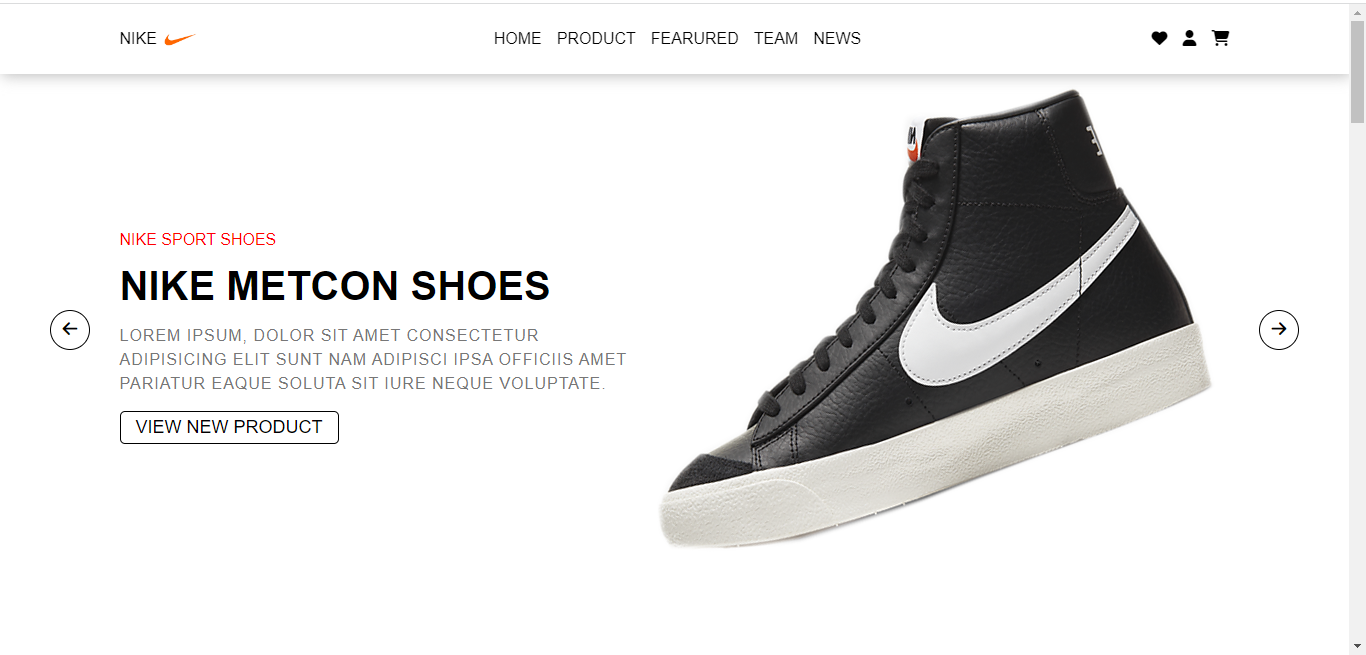 NIKE
HOME PRODUCT FEARURED TEAM NEWS
NIKE SPORT SHOES
NIKE METCON SHOES
LOREM IPSUM, DOLOR SIT AMET CONSECTETUR
ADIPISICING ELIT SUNT NAM ADIPISCI IPSA OFFICIIS AMET
PARIATUR EAQUE SOLUTA SIT IURE NEQUE VOLUPTATE.
VIEW NEW PRODUCT